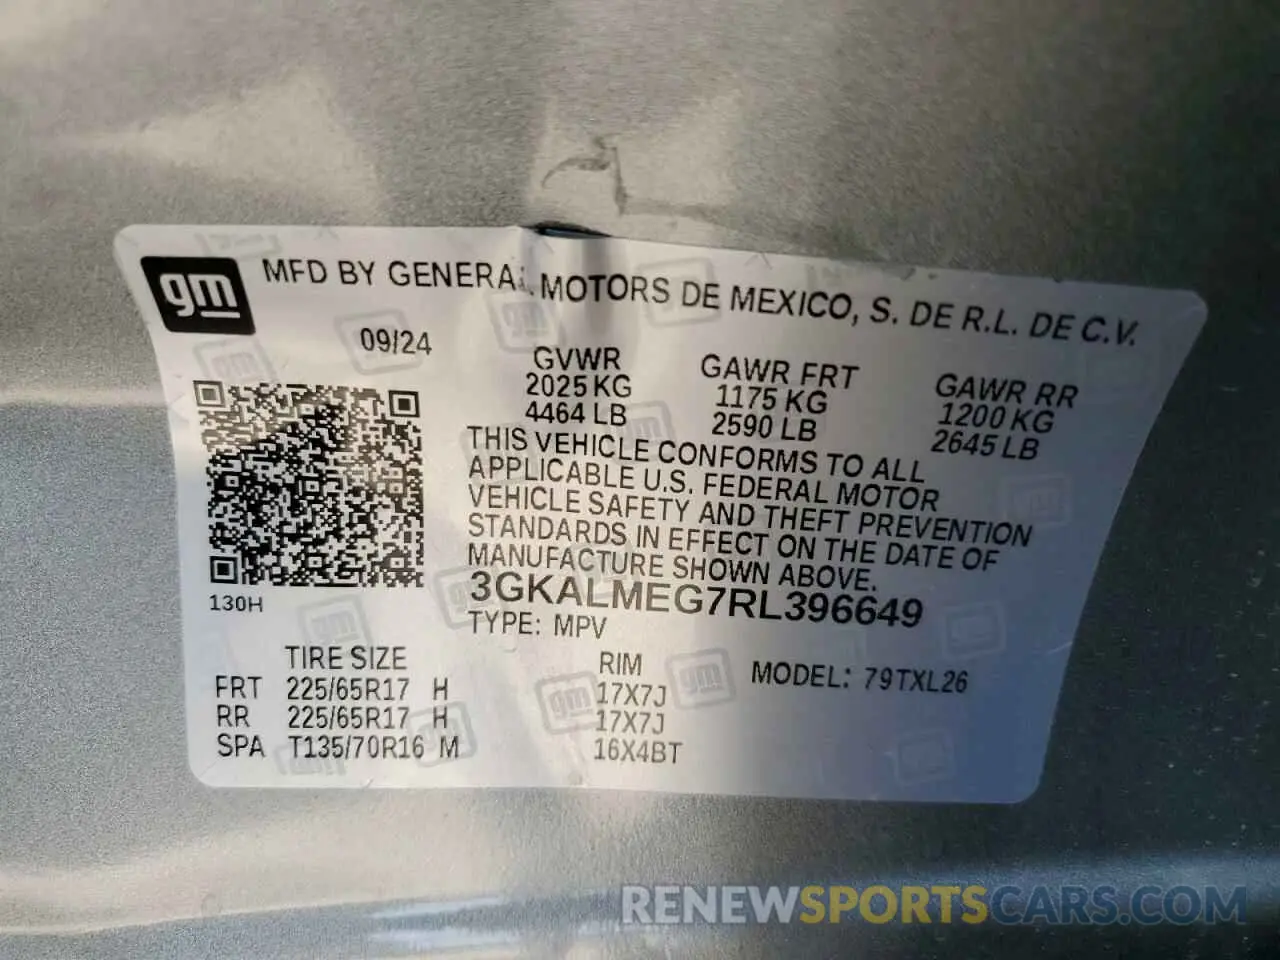 gm MFD BY GENERAL MOTORS DE MEXICO, S. DE R.L. DE C.V.
09/24
GVWR GAWR FRT GAWR RR
2025 KG 1175 KG 1200 KG
4464 LB 2590 LB 2645 LB
THIS VEHICLE CONFORMS TO ALL
APPLICABLE U.S. FEDERAL MOTOR
VEHICLE SAFETY AND THEFT PREVENTION
STANDARDS IN EFFECT ON THE DATE OF
MANUFACTURE SHOWN ABOVE.
3GKALMEG7RL396649
130H
TYPE: MPV
TIRE SIZE RIM MODEL: 79TXL26
FRT 225/65R17 H 17X7J
RR 225/65R17 H 17X7J
SPA T135/70R16 M 16X4BT
RENEWSPORTSCARS.COM